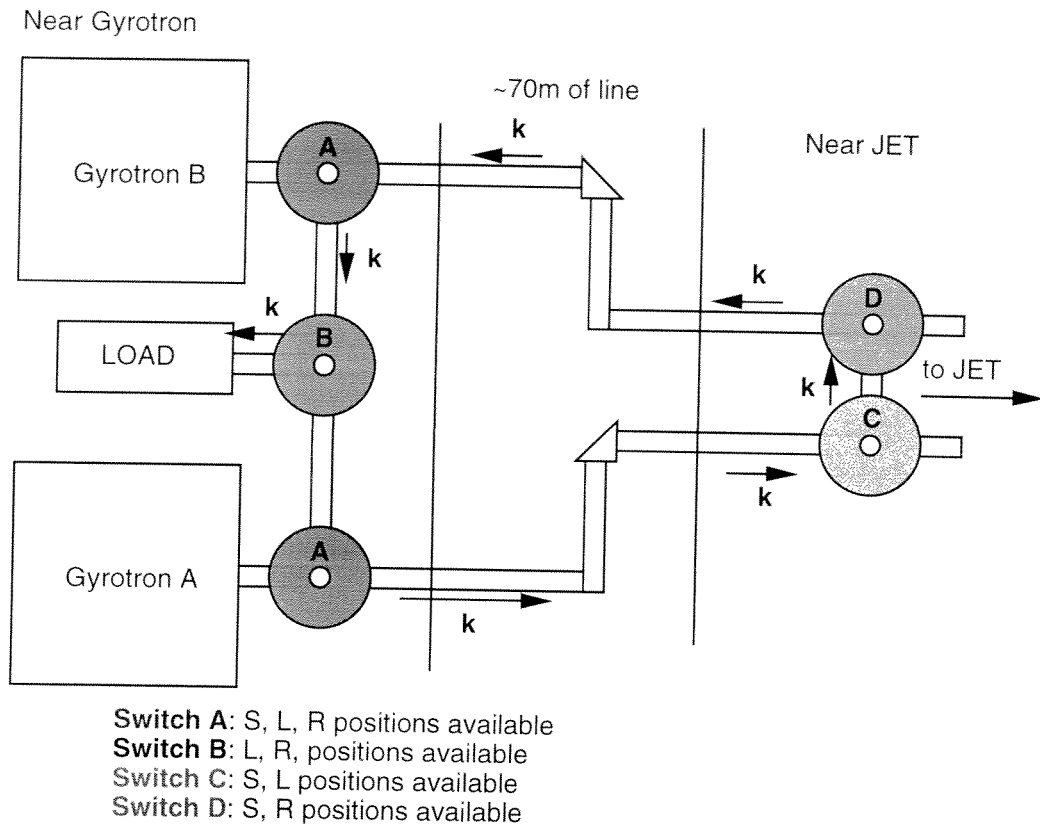 Near Gyrotron
~70m of line
Near JET
Gyrotron B
A
k
k
k
k
D
LOAD
B
to JET
k
C
k
Gyrotron A
A
k
Switch A: S, L, R positions available
Switch B: L, R, positions available
Switch C: S, L positions available
Switch D: S, R positions available